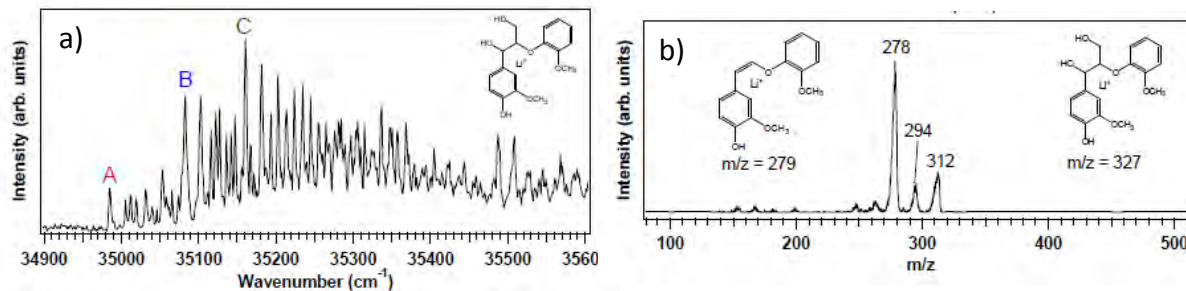 a)
A
B
C
HO
HO
O
OCH₃
Li⁺
OCH₃
OH
Intensity (arb. units)
34900 35000 35100 35200 35300 35400 35500 3560
Wavenumber (cm⁻¹)
b)
278
294
312
O
OCH₃
Li⁺
OCH₃
OH
m/z = 279
HO
HO
O
OCH₃
Li⁺
OCH₃
OH
m/z = 327
Intensity (arb. units)
100 200 300 400 500
m/z